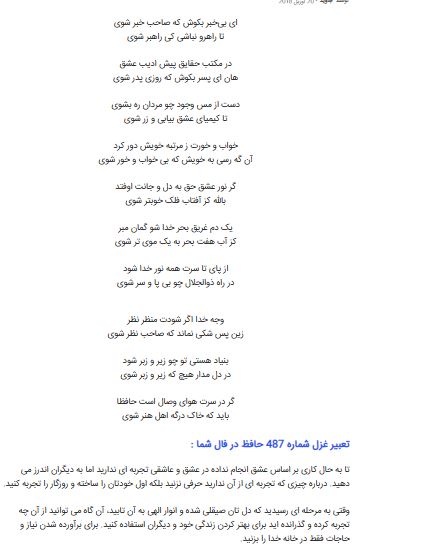 توسط جاوید - 20 آوریل 2018
ای بی‌خبر بکوش که صاحب خبر شوی
تا راهرو نباشی کی راهبر شوی
در مکتب حقایق پیش ادیب عشق
هان ای پسر بکوش که روزی پدر شوی
دست از مس وجود چو مردان ره بشوی
تا کیمیای عشق بیابی و زر شوی
خواب و خورت ز مرتبه خویش دور کرد
آن گه رسی به خویش که بی خواب و خور شوی
گر نور عشق حق به دل و جانت اوفتد
بالله کز آفتاب فلک خوبتر شوی
یک دم غریق بحر خدا شو گمان مبر
کز آب هفت بحر به یک موی تر شوی
از پای تا سرت همه نور خدا شود
در راه ذوالجلال چو بی پا و سر شوی
وجه خدا اگر شودت منظر نظر
زین پس شکی نماند که صاحب نظر شوی
بنیاد هستی تو چو زیر و زبر شود
در دل مدار هیچ که زیر و زبر شوی
گر در سرت هوای وصال است حافظا
باید که خاک درگه اهل هنر شوی
تعبیر غزل شماره 487 حافظ در فال شما :
تا به حال کاری بر اساس عشق انجام نداده در عشق و عاشقی تجربه ای ندارید اما به دیگران اندرز می
دهید. درباره چیزی که تجربه ای از آن ندارید حرفی نزنید بلکه اول خودتان را ساخته و روزگار را تجربه کنید.
وقتی به مرحله ای رسیدید که دل تان صیقلی شده و انوار الهی به آن تابید، آن گاه می توانید از آن چه
تجربه کرده و گذرانده اید برای بهتر کردن زندگی خود و دیگران استفاده کنید. برای برآورده شدن نیاز و
حاجات فقط در خانه خدا را بزنید.